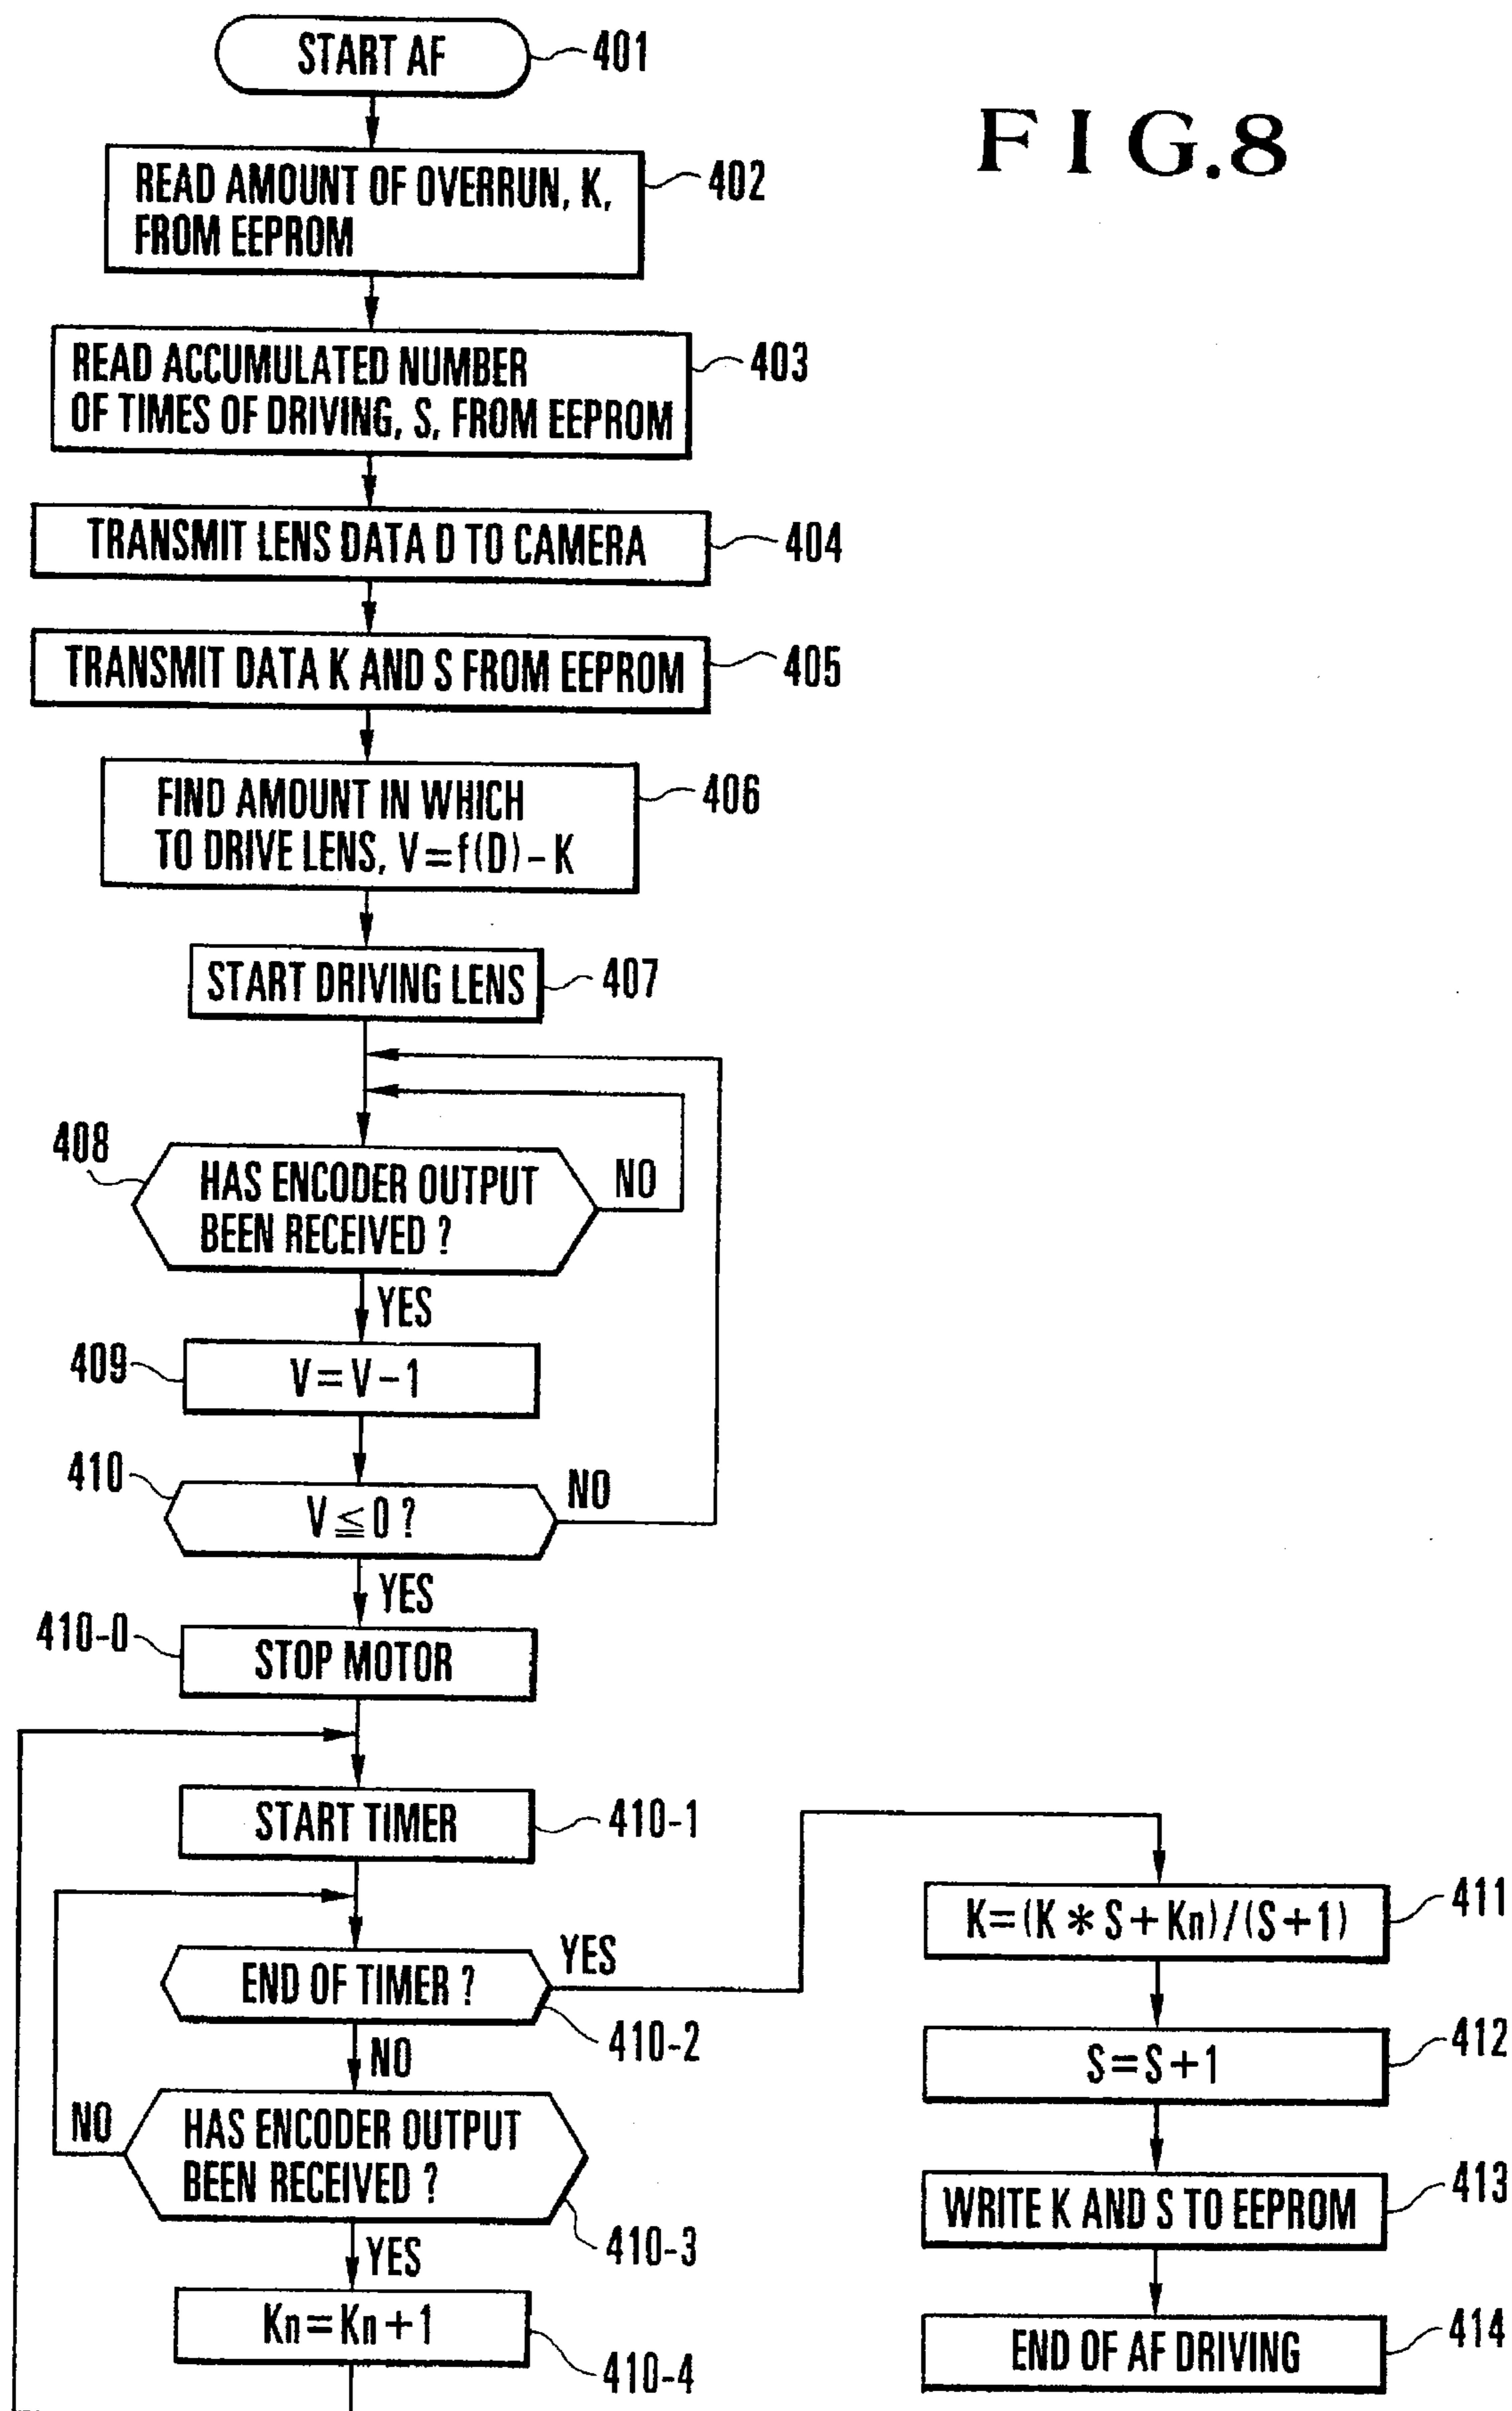 FIG.8
START AF
401
READ AMOUNT OF OVERRUN, K,
FROM EEPROM
402
READ ACCUMULATED NUMBER
OF TIMES OF DRIVING, S, FROM EEPROM
403
TRANSMIT LENS DATA D TO CAMERA
404
TRANSMIT DATA K AND S FROM EEPROM
405
FIND AMOUNT IN WHICH
TO DRIVE LENS, V=f(D)-K
406
START DRIVING LENS
407
408
HAS ENCODER OUTPUT
BEEN RECEIVED ?
NO
YES
409
V=V-1
410
V≦0 ?
NO
YES
410-0
STOP MOTOR
START TIMER
410-1
END OF TIMER ?
YES
410-2
NO
NO
HAS ENCODER OUTPUT
BEEN RECEIVED ?
410-3
YES
Kn=Kn+1
410-4
K=(K*S+Kn)/(S+1)
411
S=S+1
412
WRITE K AND S TO EEPROM
413
END OF AF DRIVING
414